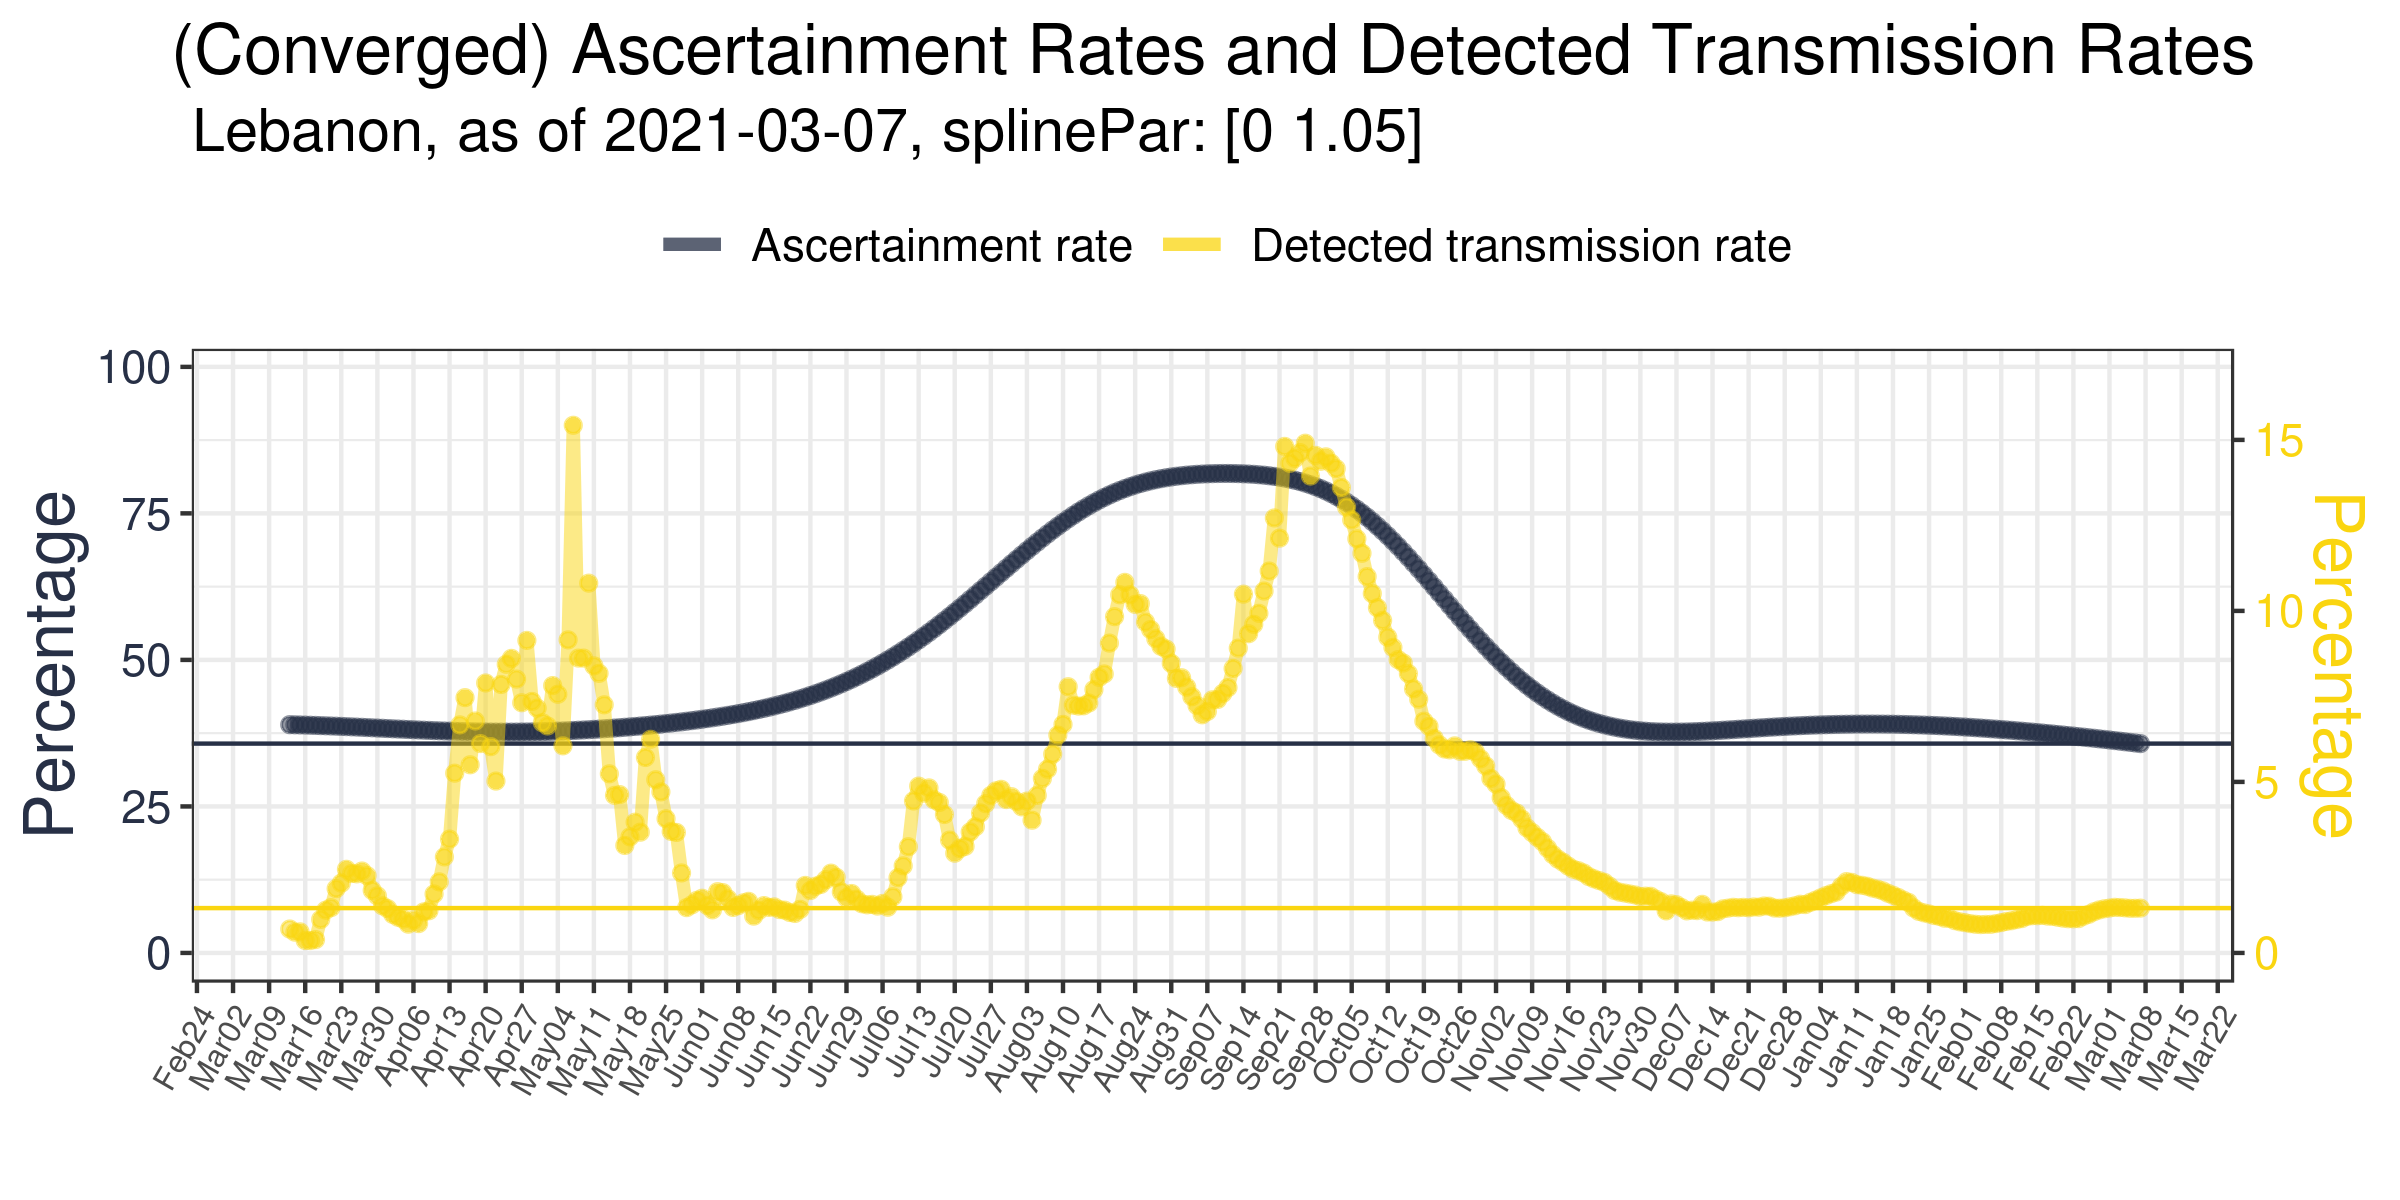 (Converged) Ascertainment Rates and Detected Transmission Rates
Lebanon, as of 2021-03-07, splinePar: [0 1.05]
Ascertainment rate Detected transmission rate
Percentage
100
75
50
25
0
15
10
5
0
Percentage
Feb24 Mar02 Mar09 Mar16 Mar23 Mar30 Apr06 Apr13 Apr20 Apr27 May04 May11 May18 May25 Jun01 Jun08 Jun15 Jun22 Jun29 Jul06 Jul13 Jul20 Jul27 Aug03 Aug10 Aug17 Aug24 Aug31 Sep07 Sep14 Sep21 Sep28 Oct05 Oct12 Oct19 Oct26 Nov02 Nov09 Nov16 Nov23 Nov30 Dec07 Dec14 Dec21 Dec28 Jan04 Jan11 Jan18 Jan25 Feb01 Feb08 Feb15 Feb22 Mar01 Mar08 Mar15 Mar22